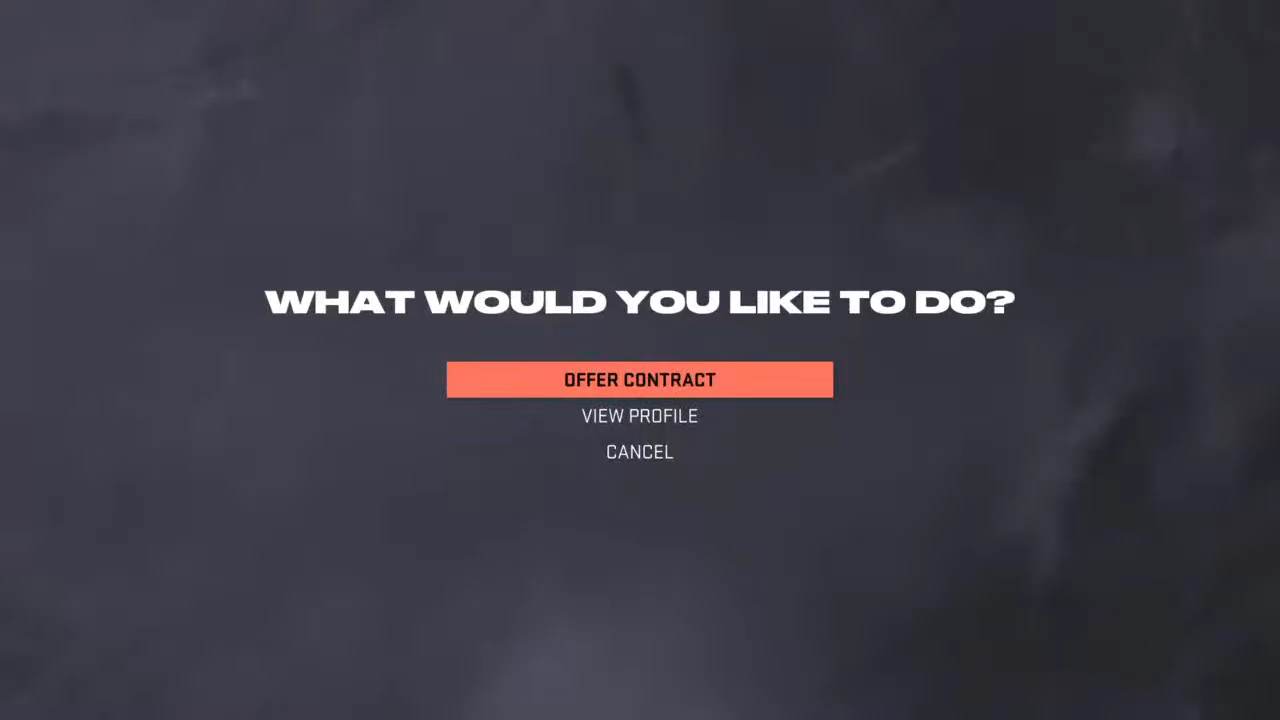 WHAT WOULD YOU LIKE TO DO?
OFFER CONTRACT
VIEW PROFILE
CANCEL